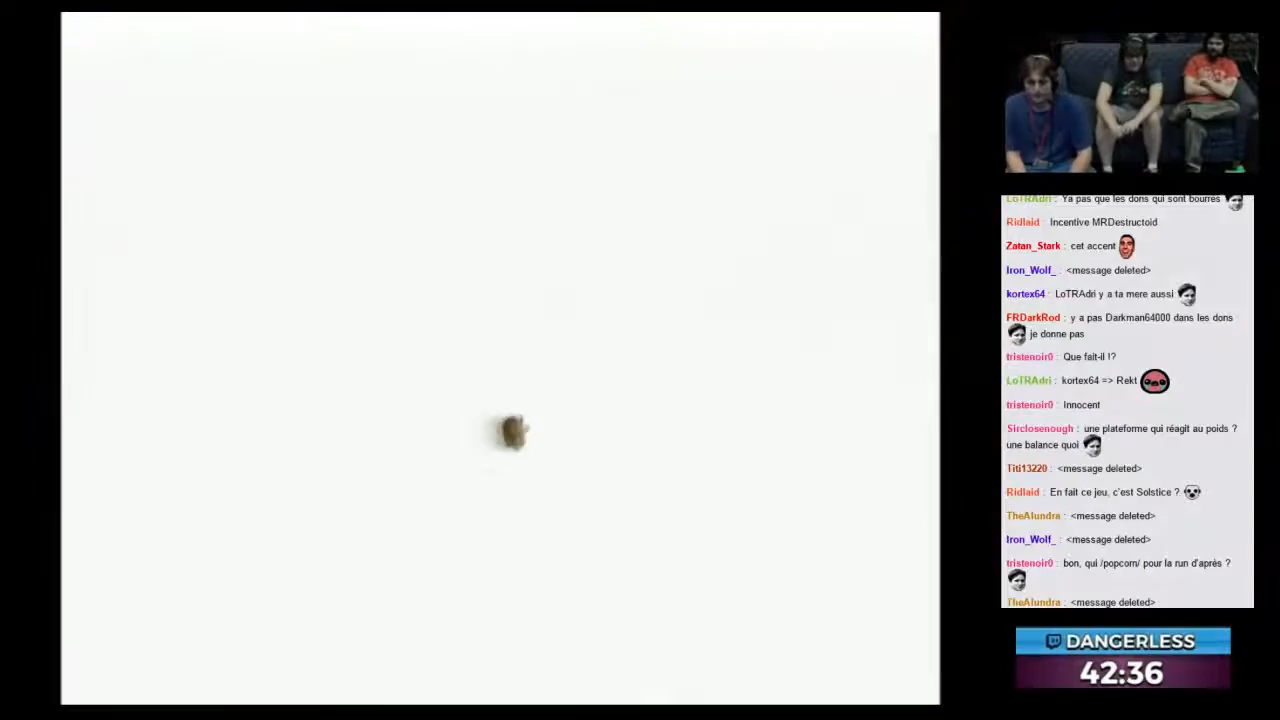 LoTRAdri : Ya pas que les dons qui sont bourrés
Ridlaid : Incentive MRDestructoid
Zatan_Stark : cet accent
Iron_Wolf_ : <message deleted>
kortex64 : LoTRAdri y a ta mere aussi
FRDarkRod : y a pas Darkman64000 dans les dons
je donne pas
tristenoir0 : Que fait-il !?
LoTRAdri : kortex64 => Rekt
tristenoir0 : Innocent
Sirclosenough : une plateforme qui réagit au poids ?
une balance quoi
Titi13220 : <message deleted>
Ridlaid : En fait ce jeu, c'est Solstice ?
TheAlundra : <message deleted>
Iron_Wolf_ : <message deleted>
tristenoir0 : bon, qui /popcorn/ pour la run d'après ?
TheAlundra : <message deleted>
DANGERLESS
42:36